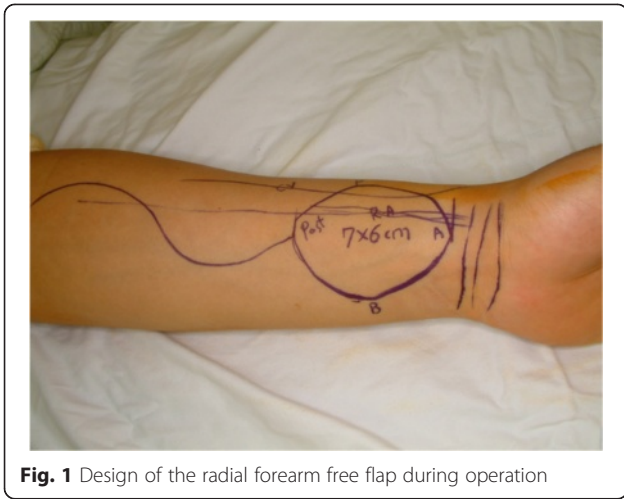 RA
Post
7x6cm
A
B
Fig. 1 Design of the radial forearm free flap during operation